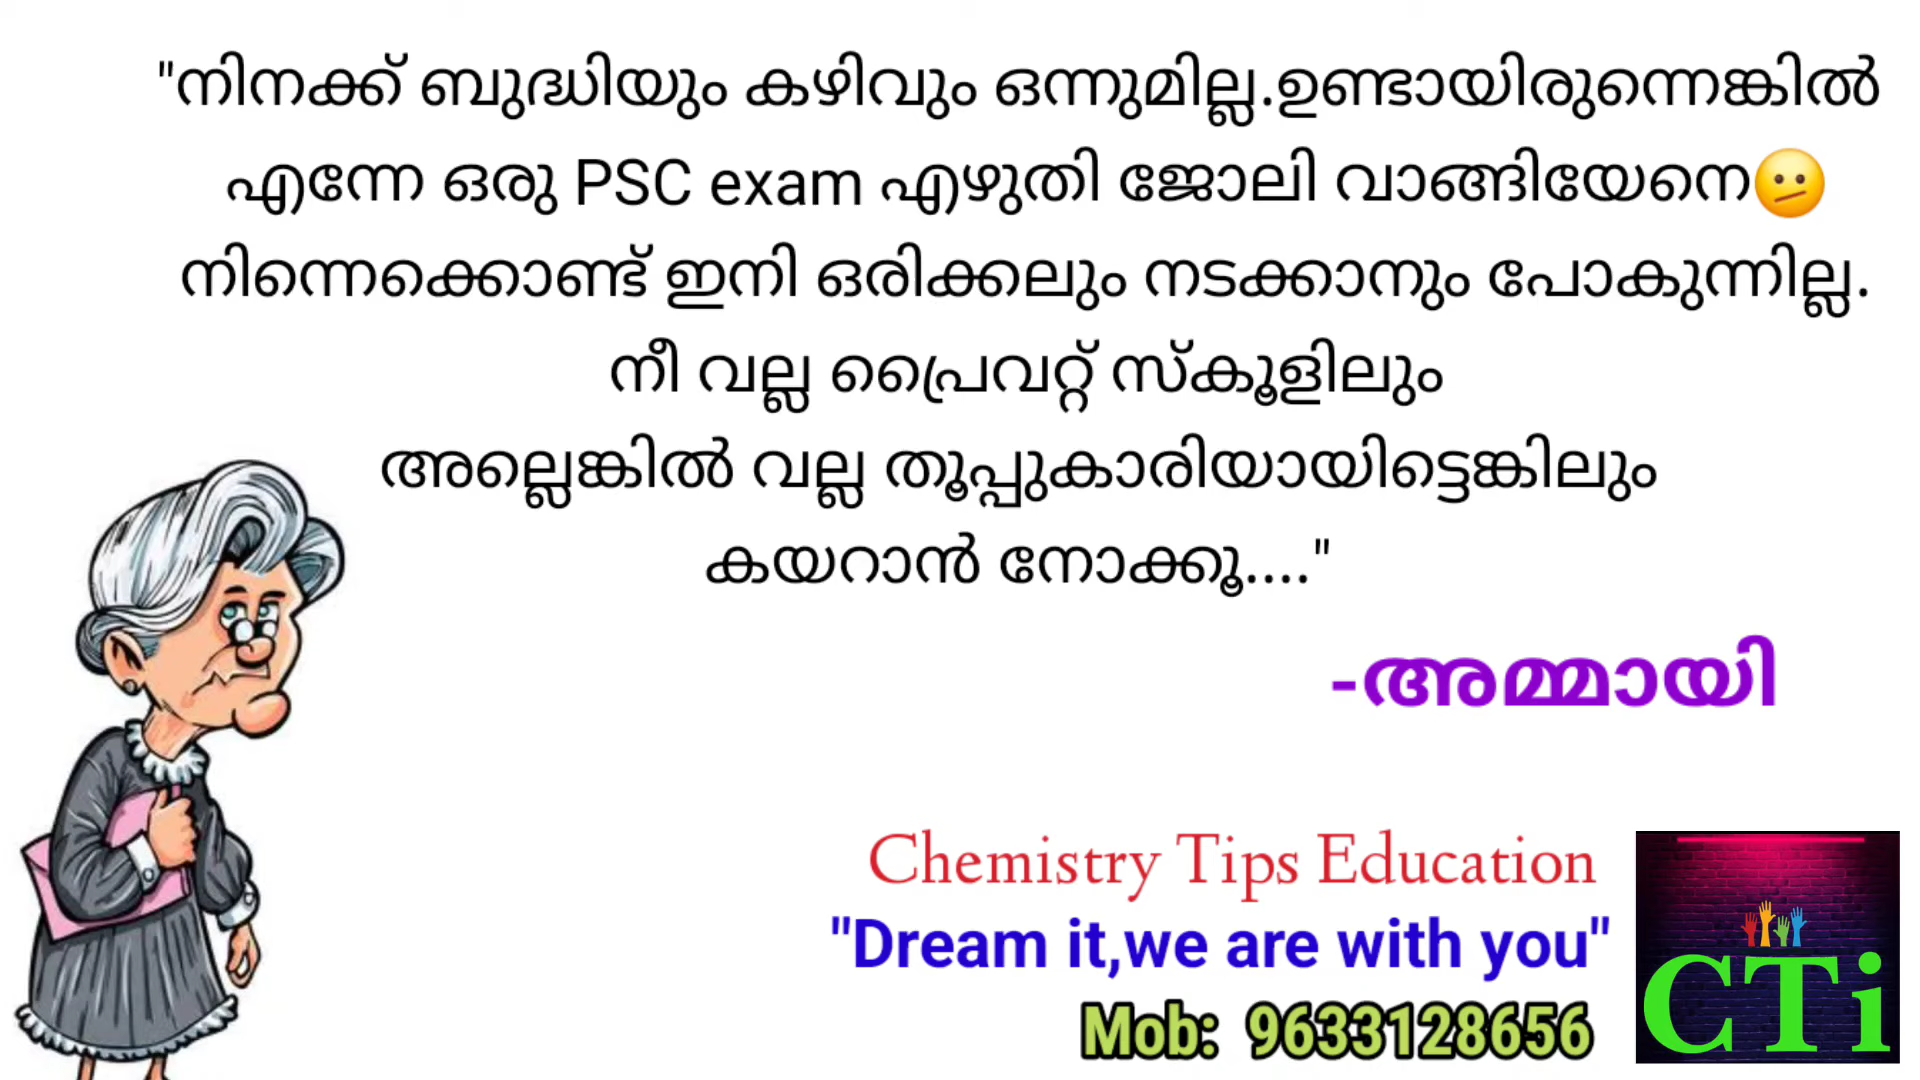 "നിനക്ക് ബുദ്ധിയും കഴിവും ഒന്നുമില്ല.ഉണ്ടായിരുന്നെങ്കിൽ
എന്നേ ഒരു PSC exam എഴുതി ജോലി വാങ്ങിയേനെ🫤
നിന്നെക്കൊണ്ട് ഇനി ഒരിക്കലും നടക്കാനും പോകുന്നില്ല.
നീ വല്ല പ്രൈവറ്റ് സ്കൂളിലും
അല്ലെങ്കിൽ വല്ല തൂപ്പുകാരിയായിട്ടെങ്കിലും
കയറാൻ നോക്കൂ...."
-അമ്മായി
Chemistry Tips Education
"Dream it,we are with you"
Mob: 9633128656
CTi